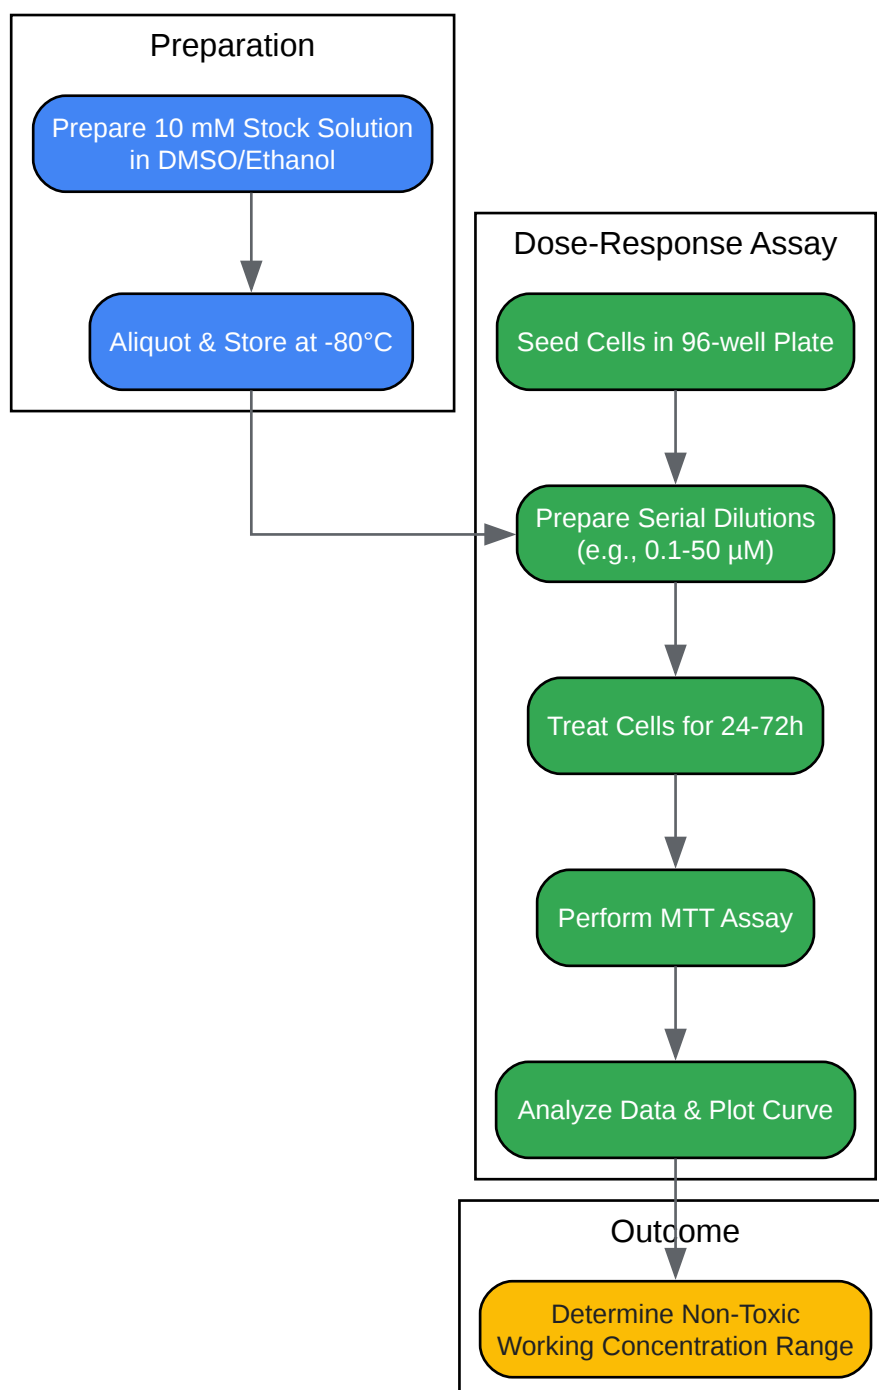 Preparation
Prepare 10 mM Stock Solution
in DMSO/Ethanol
Aliquot & Store at -80°C
Dose-Response Assay
Seed Cells in 96-well Plate
Prepare Serial Dilutions
(e.g., 0.1-50 µM)
Treat Cells for 24-72h
Perform MTT Assay
Analyze Data & Plot Curve
Outcome
Determine Non-Toxic
Working Concentration Range